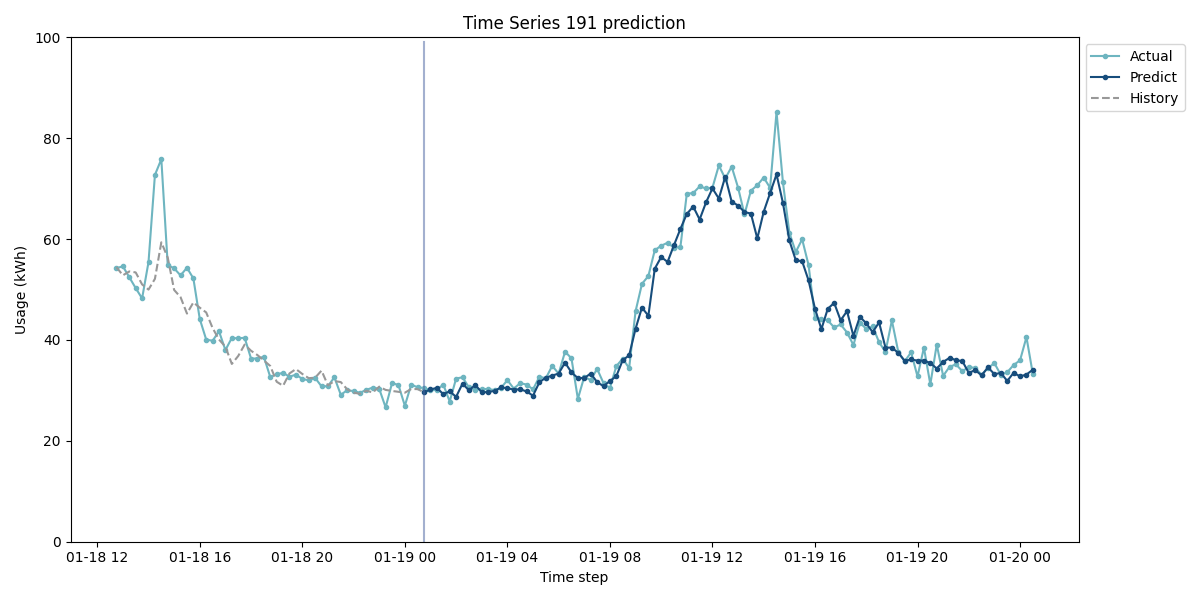 Time Series 191 prediction
100
80
60
40
20
0
Usage (kWh)
01-18 12
01-18 16
01-18 20
01-19 00
01-19 04
01-19 08
01-19 12
01-19 16
01-19 20
01-20 00
Time step
Actual
Predict
History